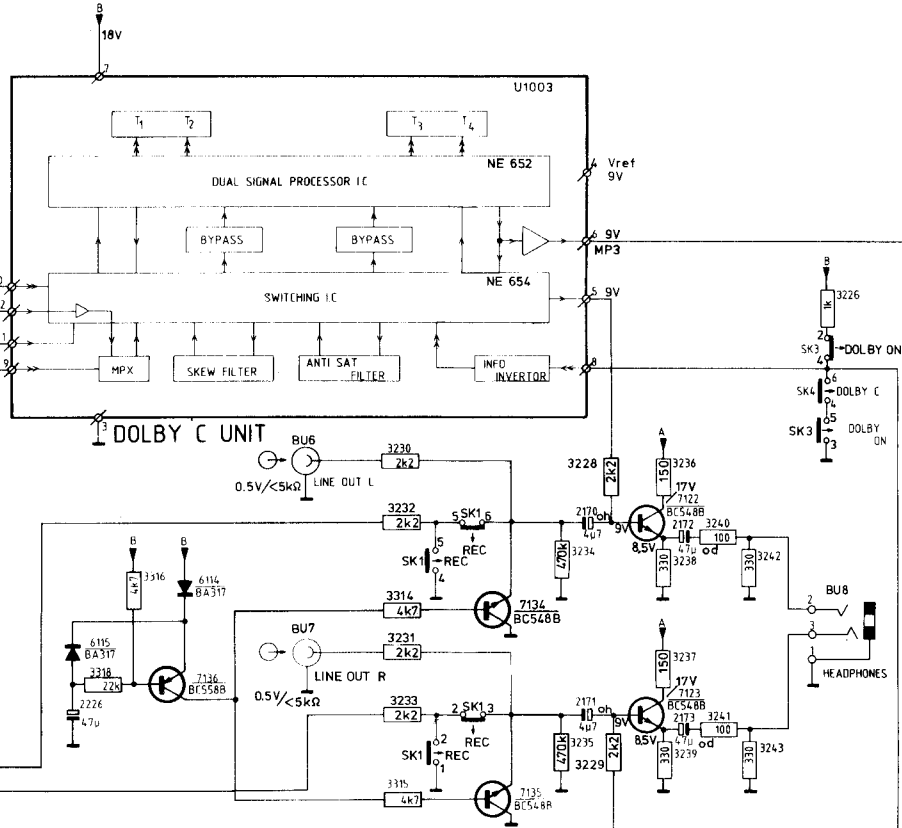 B
18V
7
U1003
T1 T2 T3 T4
NE 652
DUAL SIGNAL PROCESSOR I C
4 Vref
9V
BYPASS BYPASS
6 9V
MP3
NE 654
5 9V
SWITCHING I.C
0
2
1
9
MPX
SKEW FILTER
ANTI SAT
FILTER
INFO
INVERTOR
8
3
DOLBY C UNIT
B
3226
1k
2
SK3 DOLBY ON
4
6
SK4 DOLBY C
4
5
SK3 DOLBY
ON
3
BU6
0.5V/<5kΩ
LINE OUT L
3230
2k2
3228
2k2
A
3236
150
17V
7122
BC548B
3232
2k2
5 SK1 6
REC
5
SK1 REC
4
2170
4µ7
oh
9V
8,5V
470k
3234
2172
47µ
od
3240
100
330
3238
330
3242
B B
3316
4k7
6114
BA317
3314
4k7
7134
BC548B
BU8
2
3
1
HEADPHONES
6115
BA317
3318
22k
7136
BC558B
2226
47µ
BU7
0.5V/<5kΩ
LINE OUT R
3231
2k2
A
3237
150
17V
7123
BC548B
3233
2k2
2 SK1 3
REC
2
SK1 REC
1
2171
4µ7
oh
9V
8,5V
470k
3235
3229
2k2
2173
47µ
od
3241
100
330
3239
330
3243
3315
4k7
7135
BC548B